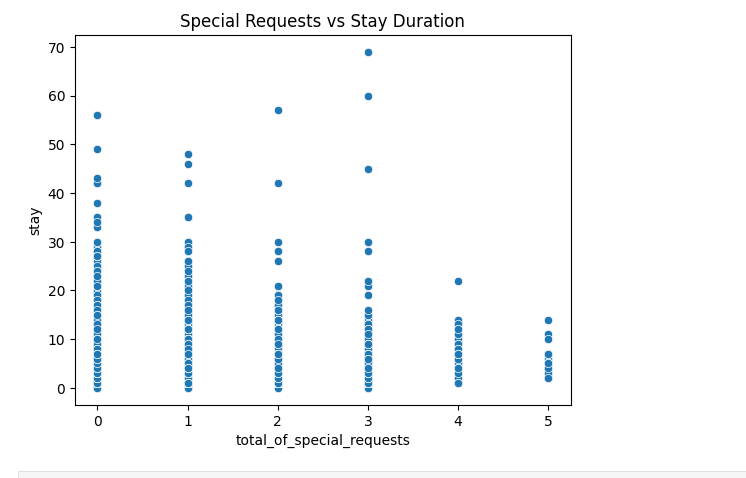 Special Requests vs Stay Duration
70
60
50
40
30
20
10
0
stay
0 1 2 3 4 5
total_of_special_requests